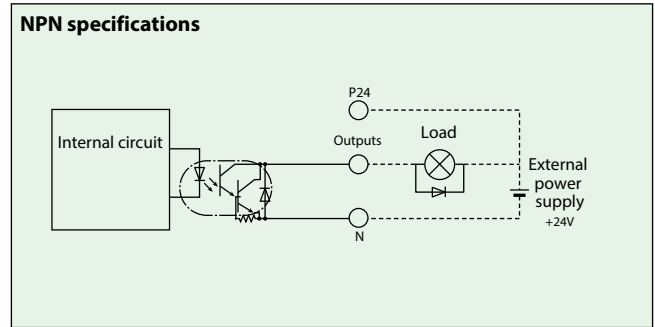 NPN specifications
P24
Internal circuit
Outputs
Load
External
power
supply
+24V
N